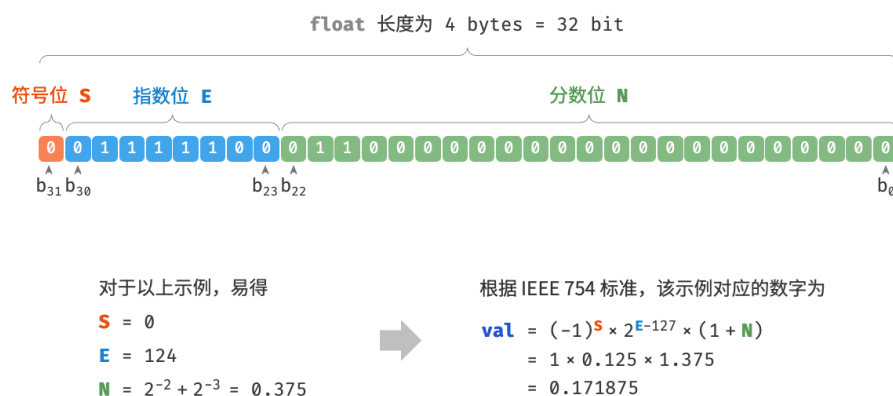 float 长度为 4 bytes = 32 bit
符号位 S 指数位 E 分数位 N
0 0 1 1 1 1 1 0 0 0 1 1 0 0 0 0 0 0 0 0 0 0 0 0 0 0 0 0 0 0 0 0
b31 b30 b23 b22 b0
对于以上示例，易得
S = 0
E = 124
N = 2⁻² + 2⁻³ = 0.375
根据 IEEE 754 标准，该示例对应的数字为
val = (−1)ˢ × 2ᴱ⁻¹²⁷ × (1 + N)
= 1 × 0.125 × 1.375
= 0.171875